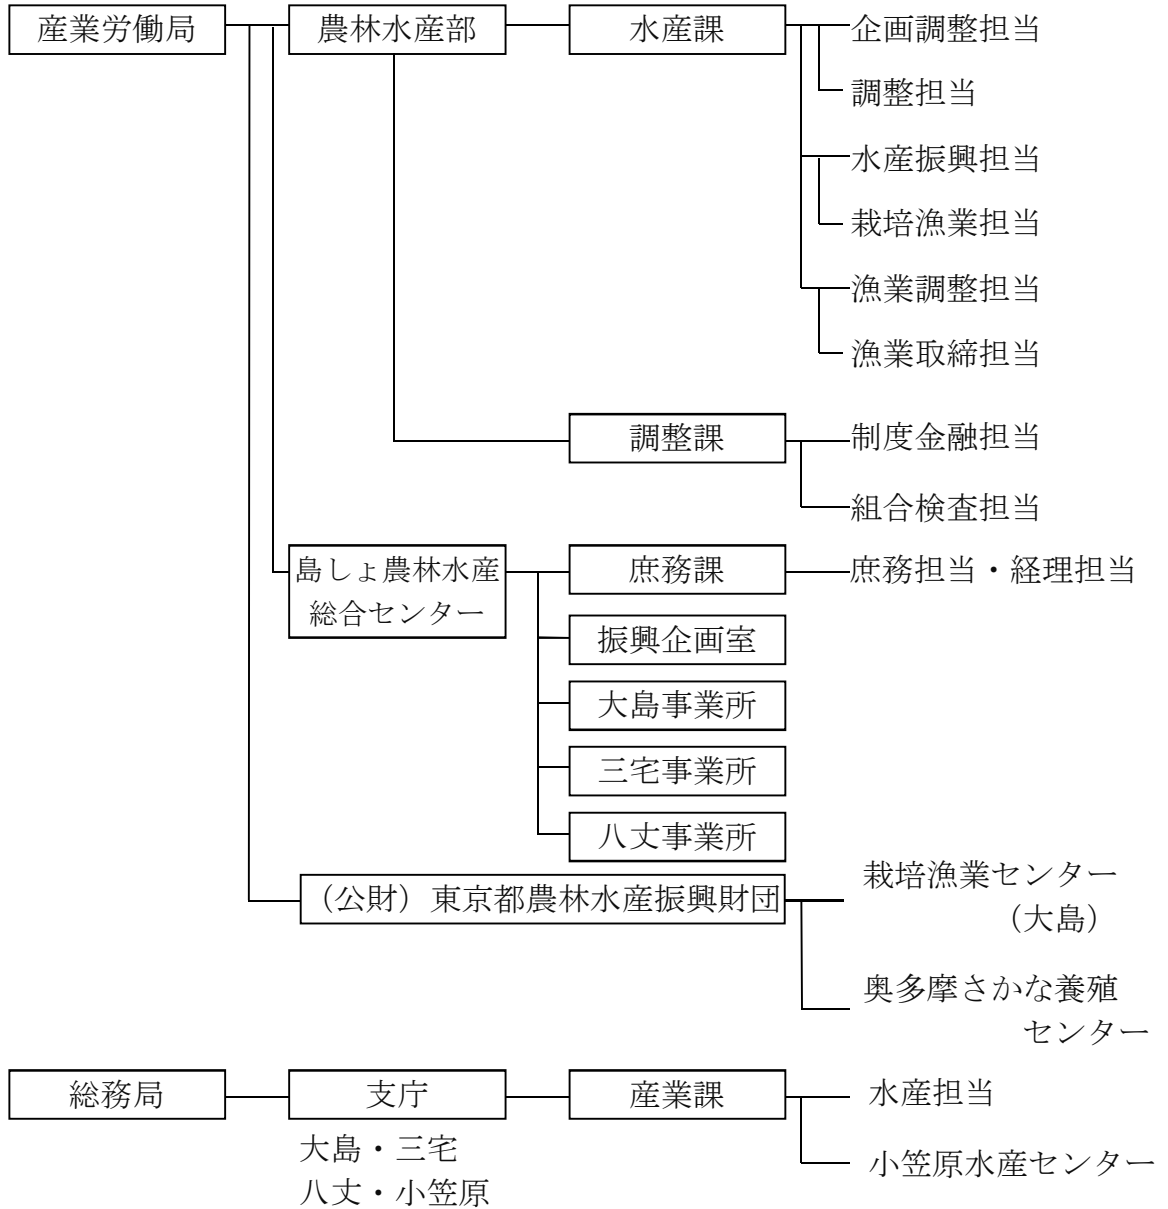 産業労働局
農林水産部
水産課
企画調整担当
調整担当
水産振興担当
栽培漁業担当
漁業調整担当
漁業取締担当
調整課
制度金融担当
組合検査担当
島しょ農林水産
総合センター
庶務課
庶務担当・経理担当
振興企画室
大島事業所
三宅事業所
八丈事業所
（公財）東京都農林水産振興財団
栽培漁業センター
（大島）
奥多摩さかな養殖
センター
総務局
支庁
産業課
水産担当
大島・三宅
八丈・小笠原
小笠原水産センター